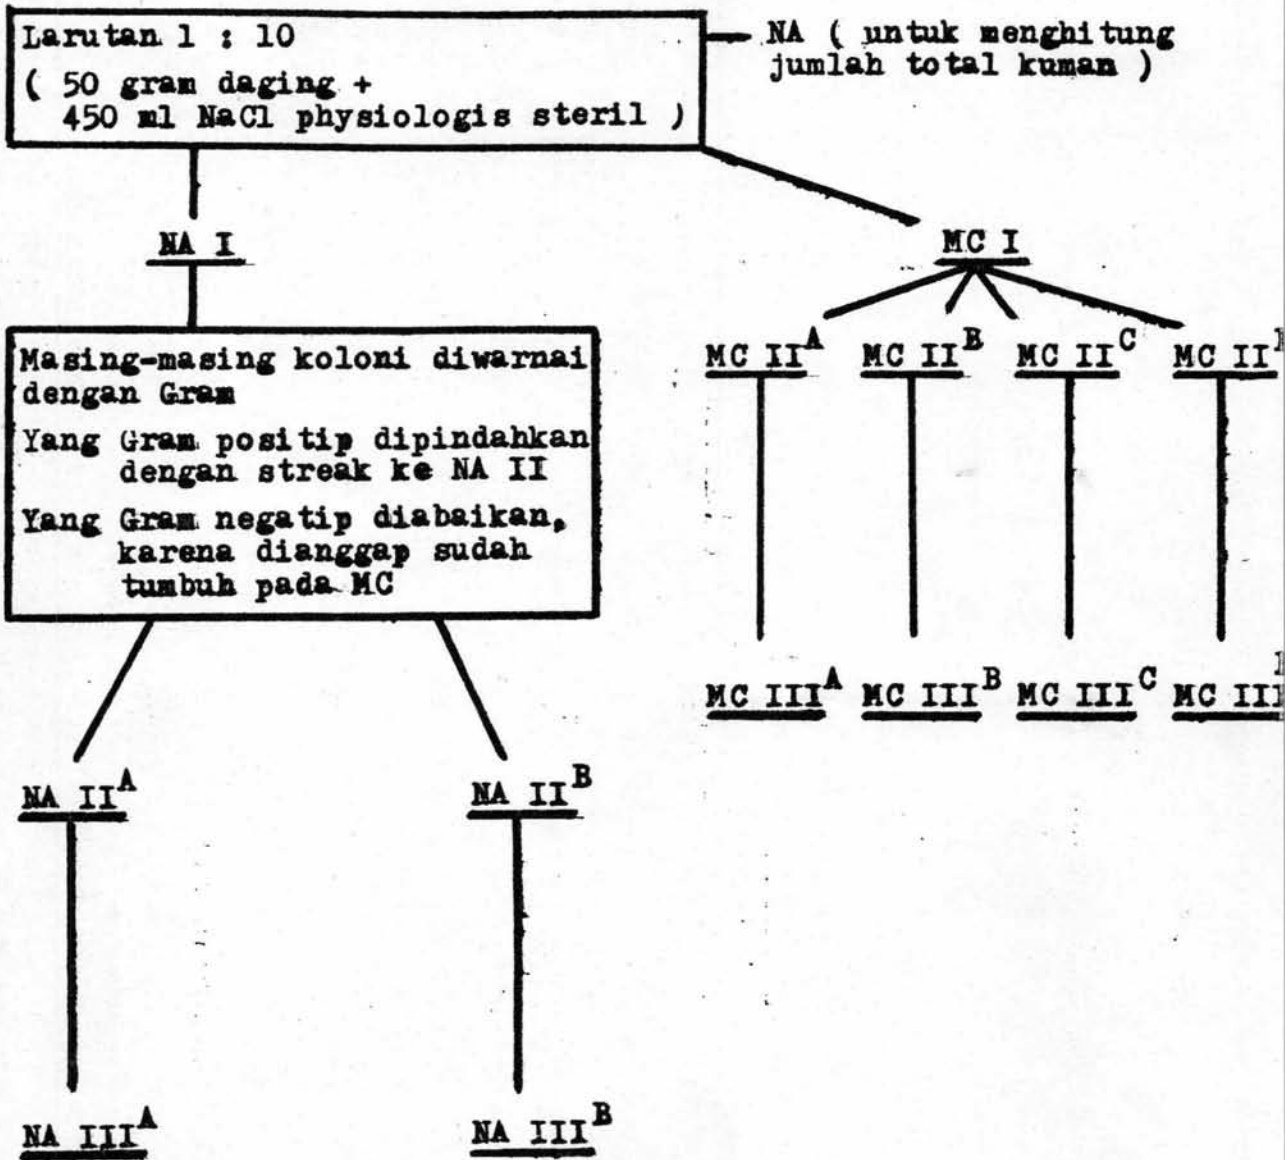 Larutan 1 : 10
( 50 gram daging +
450 ml NaCl physiologis steril )
NA ( untuk menghitung
jumlah total kuman )
NA I
MC I
Masing-masing koloni diwarnai
dengan Gram
Yang Gram positip dipindahkan
dengan streak ke NA II
Yang Gram negatip diabaikan,
karena dianggap sudah
tumbuh pada MC
MC II A MC II B MC II C MC II
MC III A MC III B MC III C MC III
NA II A NA II B
NA III A NA III B